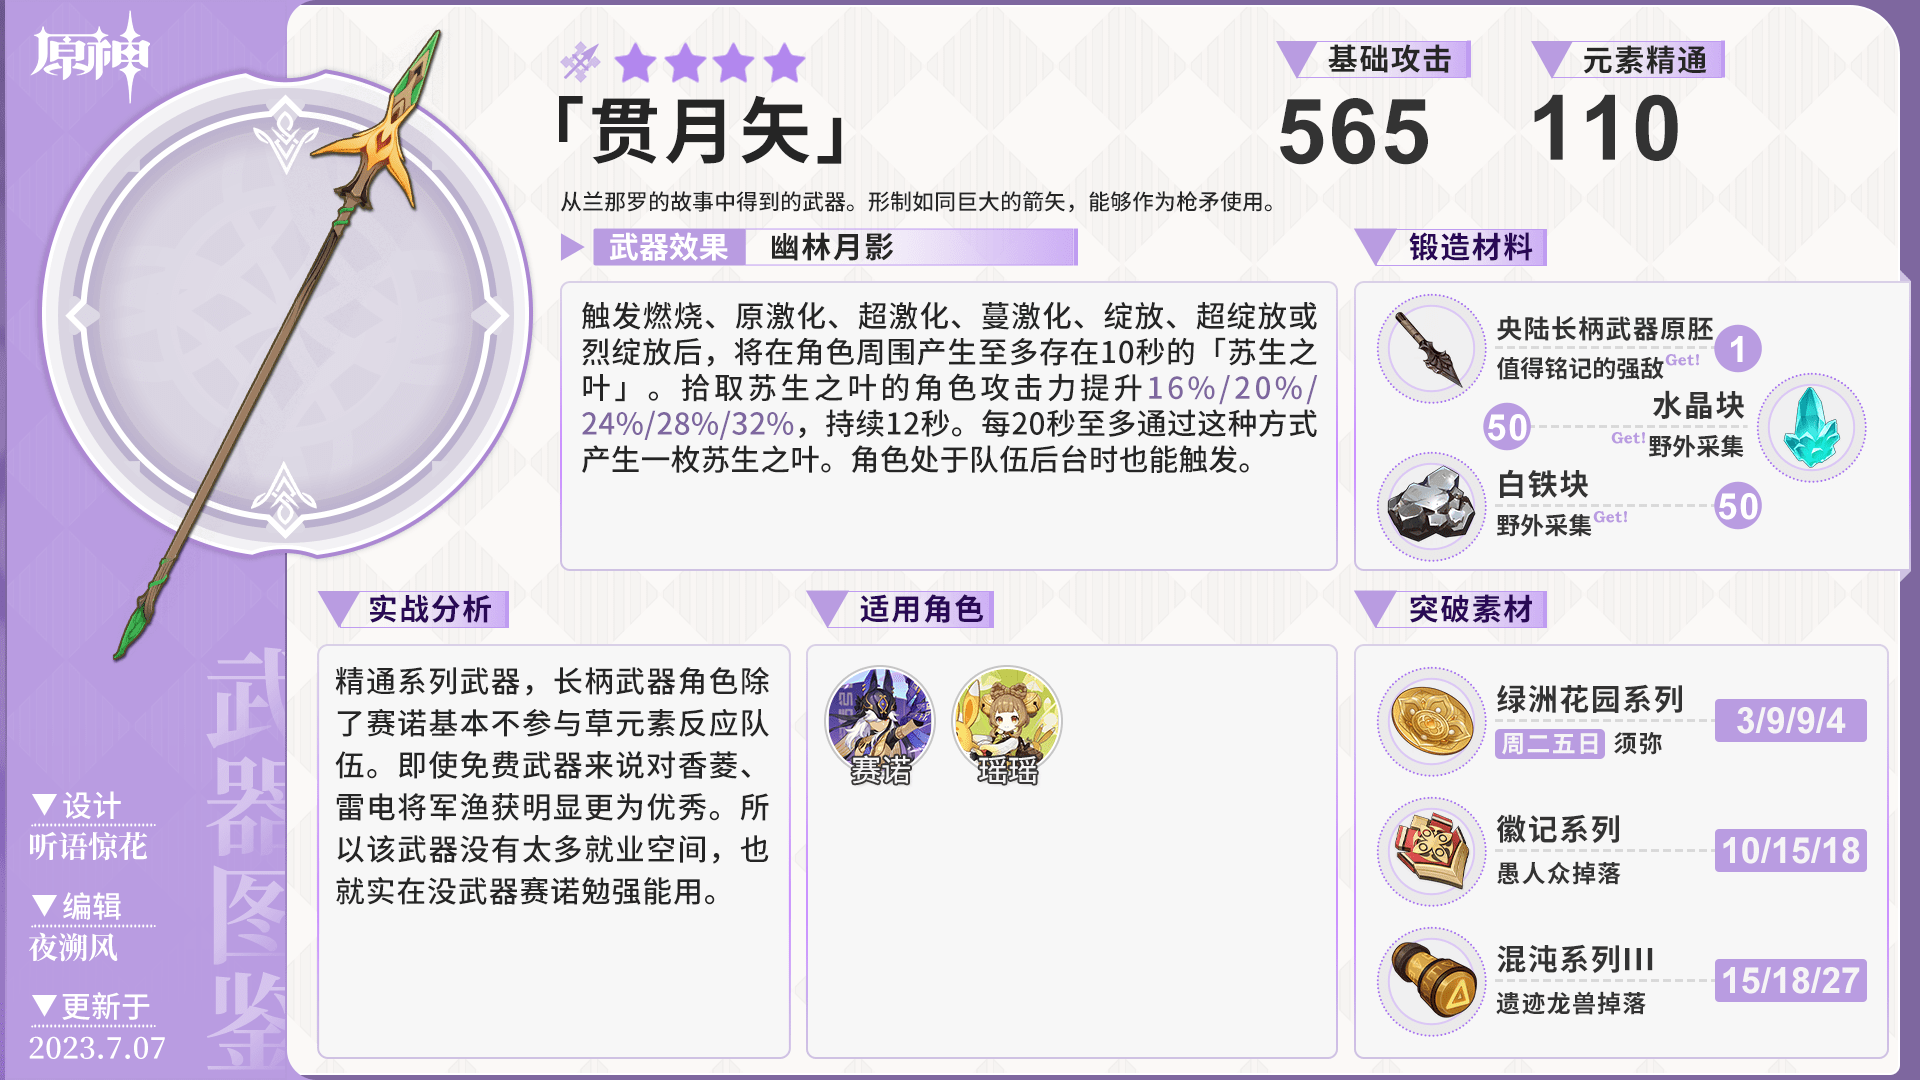 原神
「贯月矢」
基础攻击
565
元素精通
110
从兰那罗的故事中得到的武器。形制如同巨大的箭矢，能够作为枪矛使用。
武器效果 幽林月影
触发燃烧、原激化、超激化、蔓激化、绽放、超绽放或
烈绽放后，将在角色周围产生至多存在10秒的「苏生之
叶」。拾取苏生之叶的角色攻击力提升16%/20%/
24%/28%/32%，持续12秒。每20秒至多通过这种方式
产生一枚苏生之叶。角色处于队伍后台时也能触发。
锻造材料
央陆长柄武器原胚 1
值得铭记的强敌Get!
水晶块
50
Get!野外采集
白铁块
50
野外采集Get!
实战分析
精通系列武器，长柄武器角色除
了赛诺基本不参与草元素反应队
伍。即使免费武器来说对香菱、
雷电将军渔获明显更为优秀。所
以该武器没有太多就业空间，也
就实在没武器赛诺勉强能用。
适用角色
赛诺
瑶瑶
突破素材
绿洲花园系列
3/9/9/4
周二五日 须弥
徽记系列
10/15/18
愚人众掉落
混沌系列III
15/18/27
遗迹龙兽掉落
武器图鉴
▼设计
听语惊花
▼编辑
夜溯风
▼更新于
2023.7.07